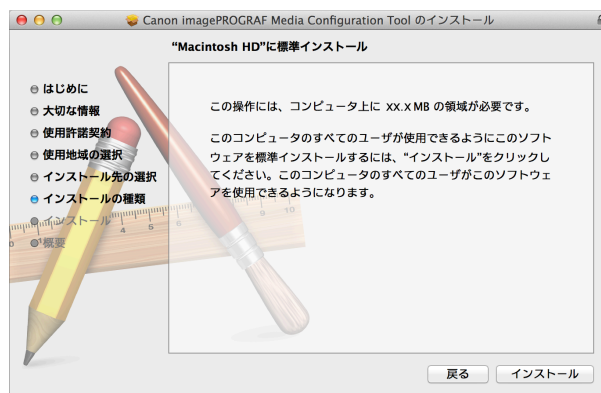 Canon imagePROGRAF Media Configuration Tool のインストール
“Macintosh HD”に標準インストール
はじめに
大切な情報
使用許諾契約
使用地域の選択
インストール先の選択
インストールの種類
インストール
概要
この操作には、コンピュータ上に XX.X MB の領域が必要です。
このコンピュータのすべてのユーザが使用できるようにこのソフト
ウェアを標準インストールするには、“インストール”をクリックし
てください。このコンピュータのすべてのユーザがこのソフトウェ
アを使用できるようになります。
0 4 5 6 9 10
戻る
インストール